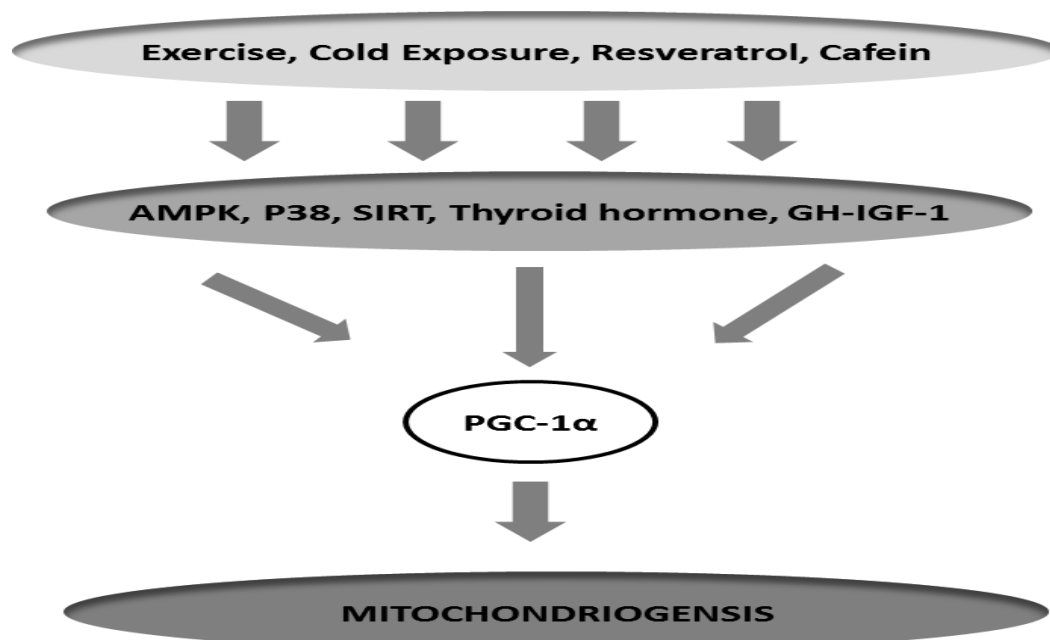 Exercise, Cold Exposure, Resveratrol, Cafein
AMPK, P38, SIRT, Thyroid hormone, GH-IGF-1
PGC-1α
MITOCHONDRIOGENSIS